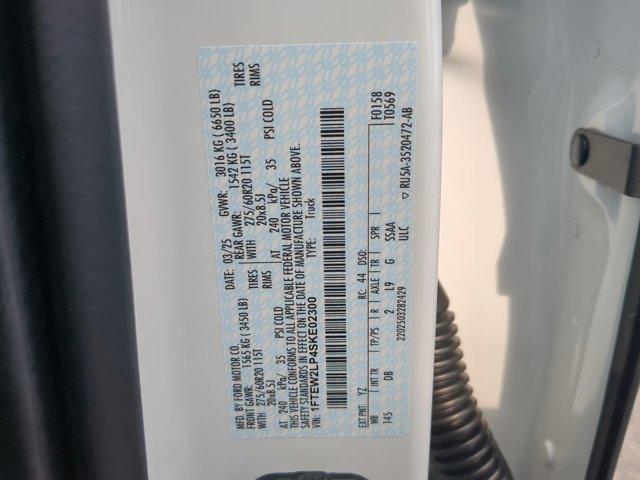 MFD. BY FORD MOTOR CO.
DATE: 03/25 GVWR: 3016 KG ( 6650 LB)
FRONT GAWR: 1565 KG ( 3450 LB) REAR GAWR: 1542 KG ( 3400 LB)
WITH 275/60R20 115T TIRES WITH 275/60R20 115T TIRES
20x8.5J RIMS 20x8.5J RIMS
AT 240 kPa/ 35 PSI COLD AT 240 kPa/ 35 PSI COLD
THIS VEHICLE CONFORMS TO ALL APPLICABLE FEDERAL MOTOR VEHICLE
SAFETY STANDARDS IN EFFECT ON THE DATE OF MANUFACTURE SHOWN ABOVE.
VIN: 1FTEW2LP4SKE02300 TYPE: Truck
F0158
T0569
EXT PNT: YZ RC: 44 DSO:
WB INT TR TP/PS R AXLE TR SPR
145 DB 2 L9 G SSAA
2202503282429 ULC
▽ RU5A-3520472-AB